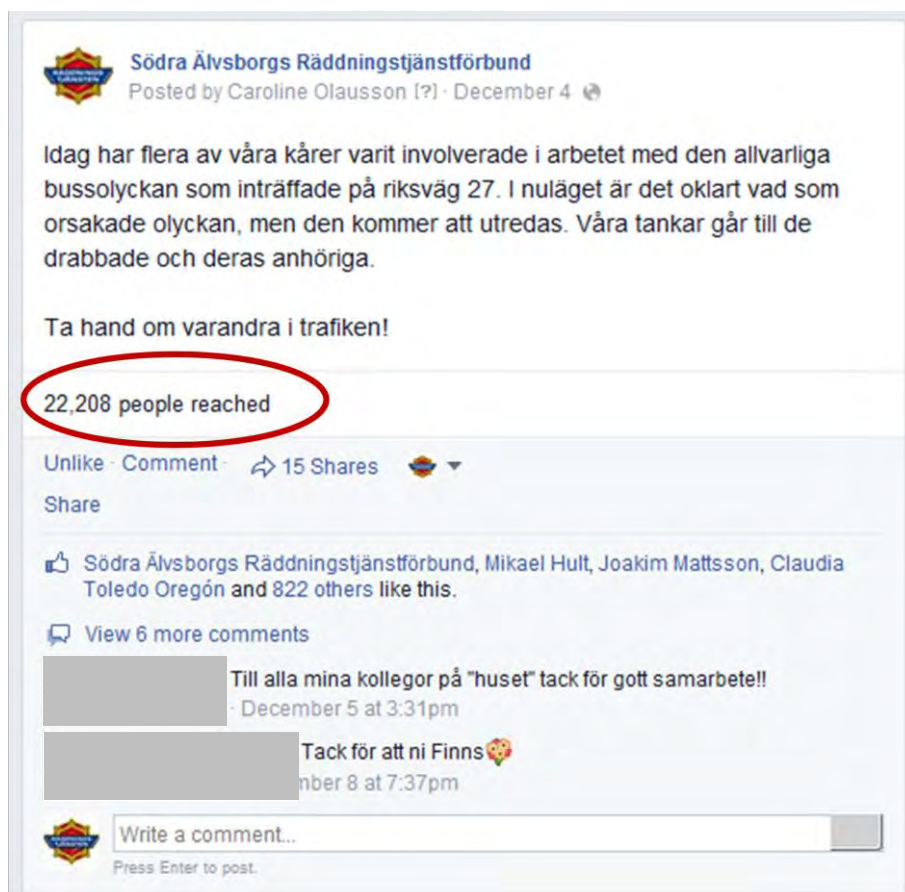 Södra Älvsborgs Räddningstjänstförbund
Posted by Caroline Olausson [?] · December 4
Idag har flera av våra kårer varit involverade i arbetet med den allvarliga
bussolyckan som inträffade på riksväg 27. I nuläget är det oklart vad som
orsakade olyckan, men den kommer att utredas. Våra tankar går till de
drabbade och deras anhöriga.
Ta hand om varandra i trafiken!
22,208 people reached
Unlike · Comment · 15 Shares
Share
Södra Älvsborgs Räddningstjänstförbund, Mikael Hult, Joakim Mattsson, Claudia
Toledo Oregón and 822 others like this.
View 6 more comments
Till alla mina kollegor på "huset" tack för gott samarbete!!
· December 5 at 3:31pm
Tack för att ni Finns
mber 8 at 7:37pm
Write a comment...
Press Enter to post.